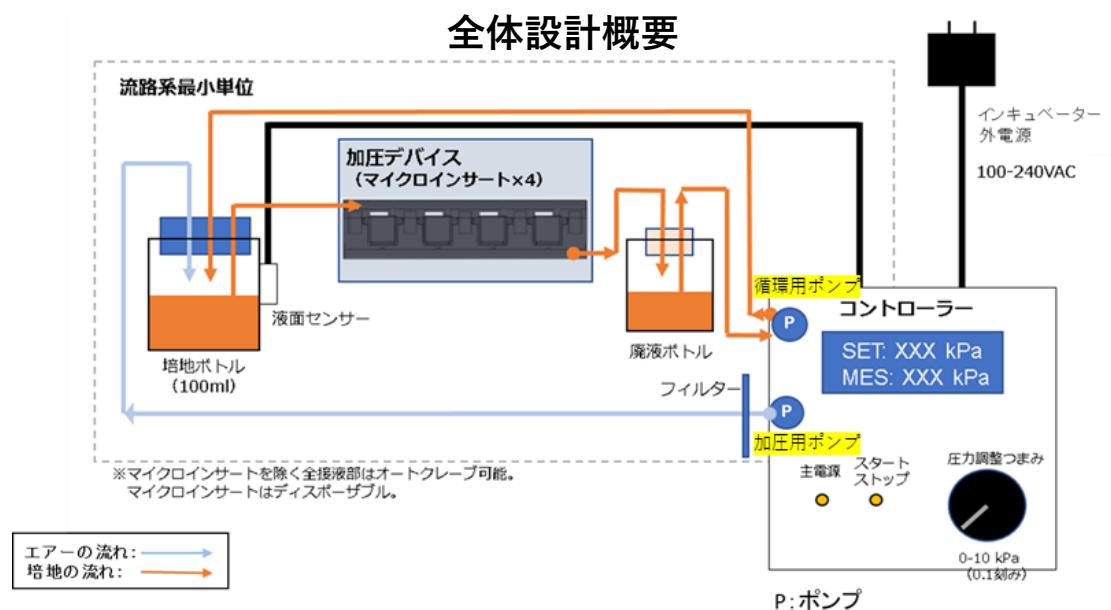 全体設計概要
流路系最小単位
インキュベーター
外電源
100-240VAC
加圧デバイス
（マイクロインサート×4）
液面センサー
培地ボトル
（100ml）
廃液ボトル
循環用ポンプ
P
コントローラー
SET: XXX kPa
MES: XXX kPa
フィルター
P
加圧用ポンプ
主電源
スタート
ストップ
圧力調整つまみ
0-10 kPa
（0.1刻み）
※マイクロインサートを除く全接液部はオートクレーブ可能。
マイクロインサートはディスポーザブル。
エアーの流れ：
培地の流れ：
P：ポンプ